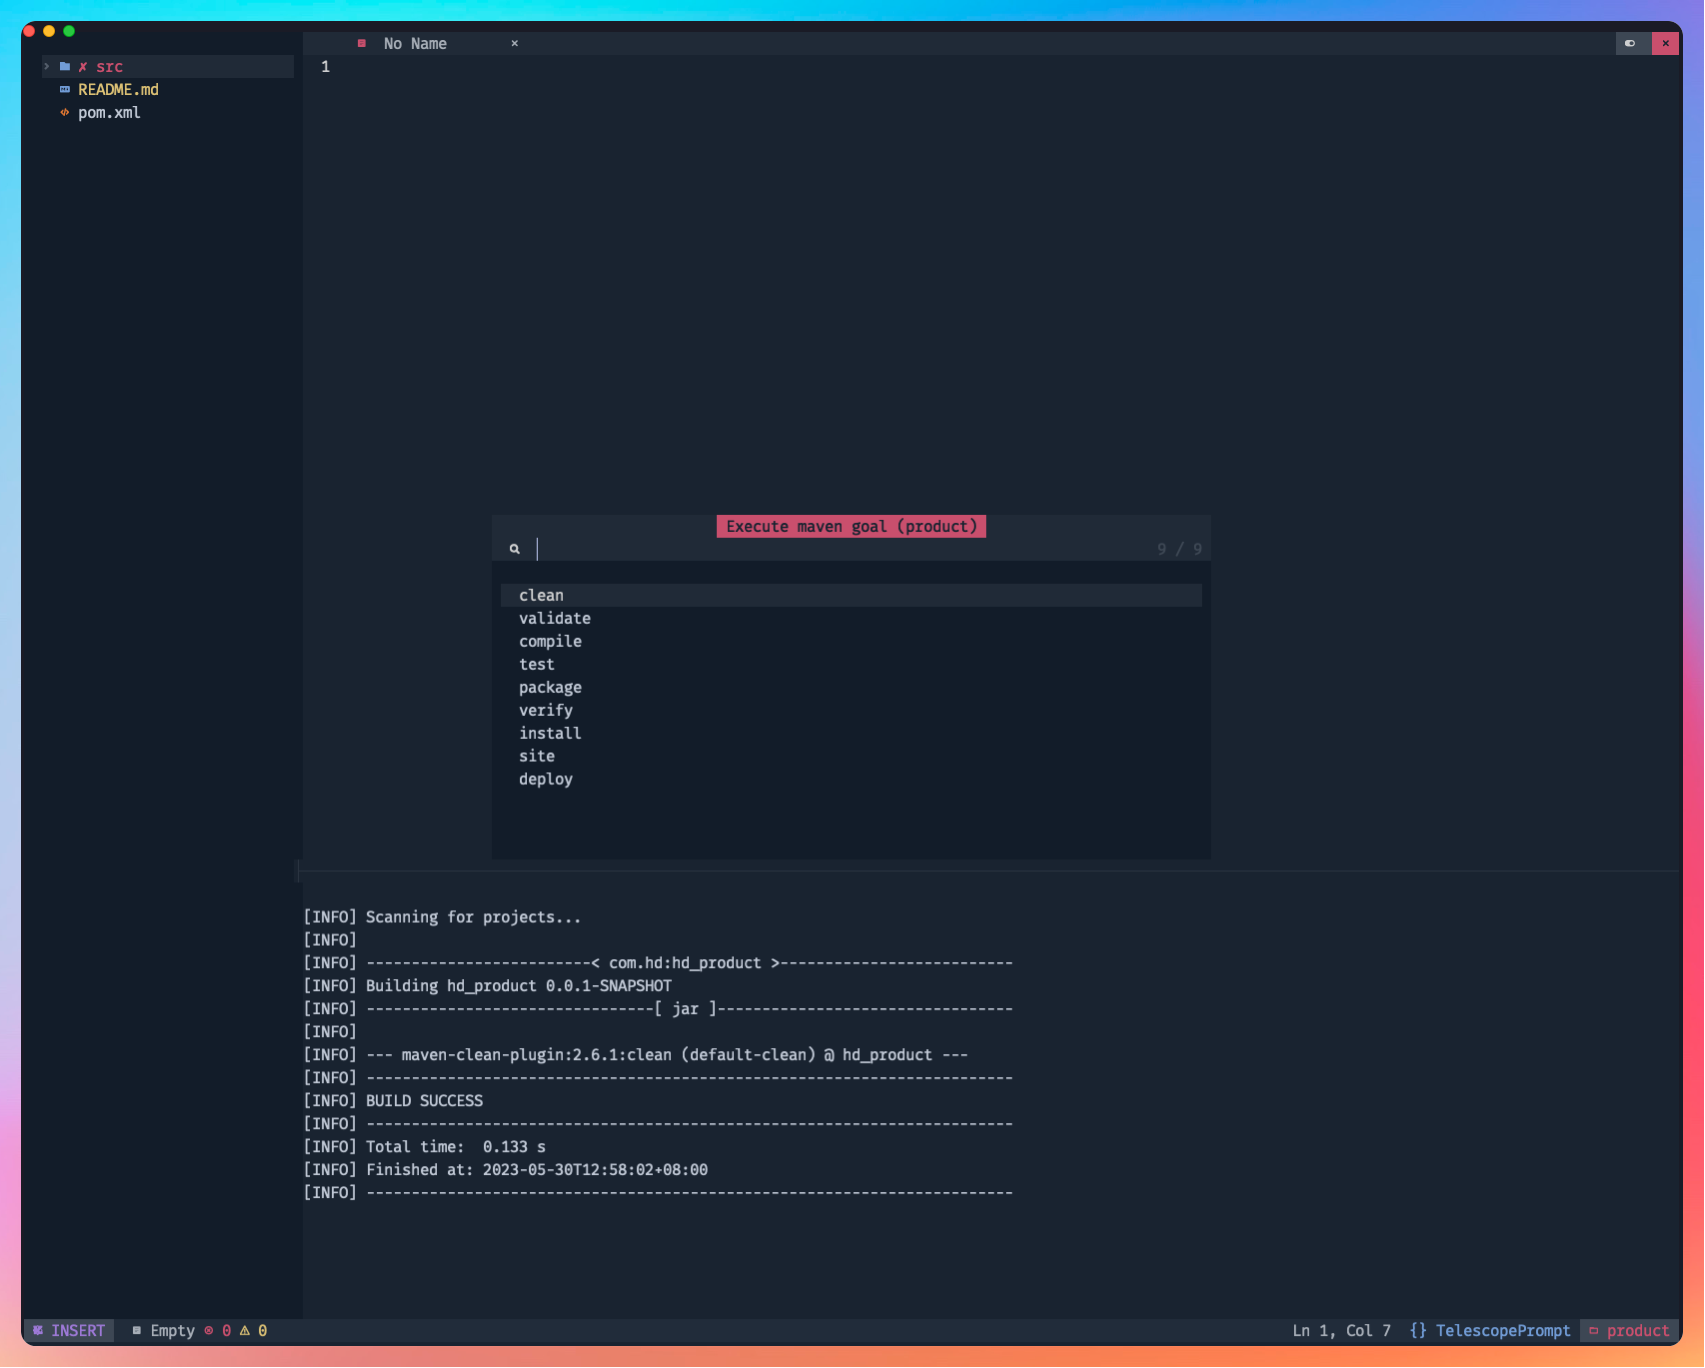 No Name ×
✗ src
README.md
pom.xml
1
Execute maven goal (product)
9 / 9
clean
validate
compile
test
package
verify
install
site
deploy
[INFO] Scanning for projects...
[INFO]
[INFO] -------------------------< com.hd:hd_product >--------------------------
[INFO] Building hd_product 0.0.1-SNAPSHOT
[INFO] --------------------------------[ jar ]---------------------------------
[INFO]
[INFO] --- maven-clean-plugin:2.6.1:clean (default-clean) @ hd_product ---
[INFO] ------------------------------------------------------------------------
[INFO] BUILD SUCCESS
[INFO] ------------------------------------------------------------------------
[INFO] Total time:  0.133 s
[INFO] Finished at: 2023-05-30T12:58:02+08:00
[INFO] ------------------------------------------------------------------------
INSERT Empty 0 0 Ln 1, Col 7 {} TelescopePrompt product